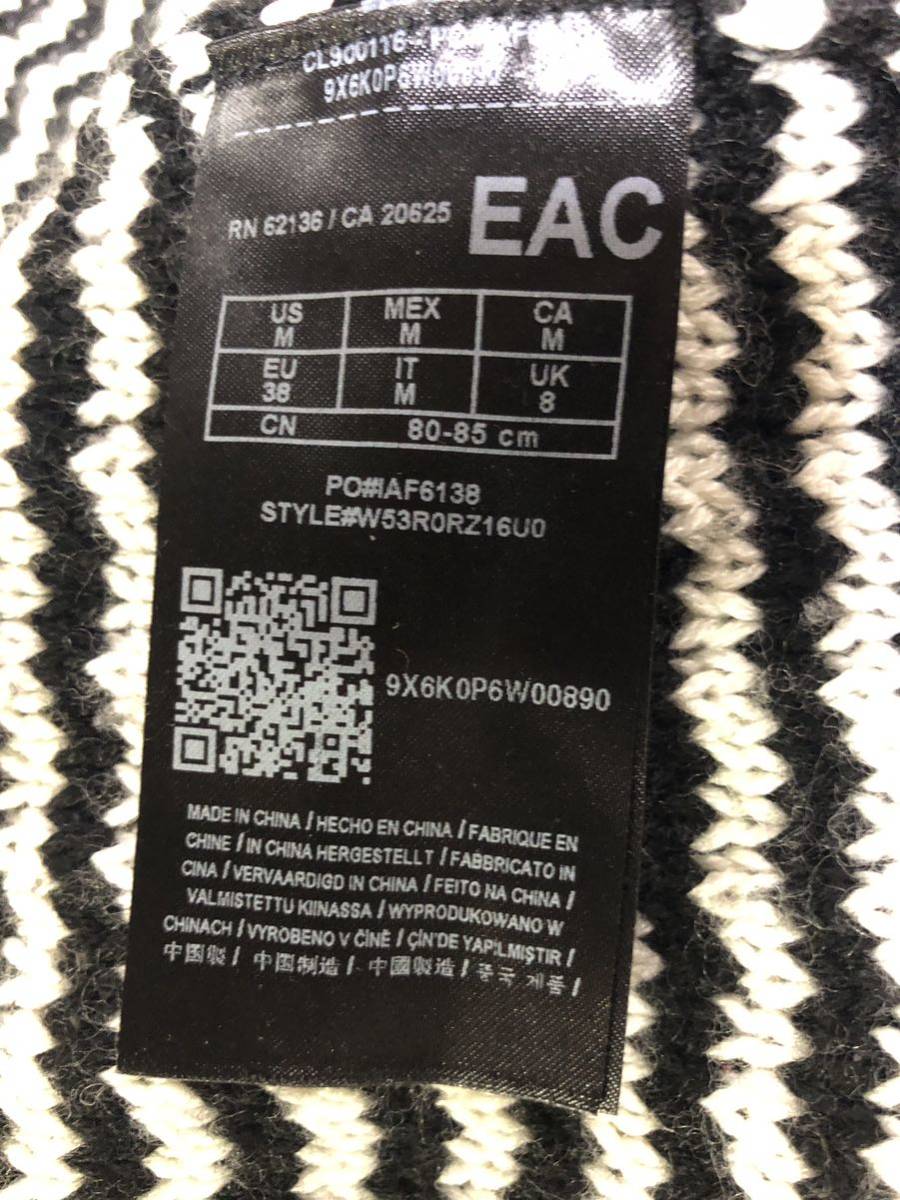 CL900116 -
9X6K0P6W00890
RN 62136 / CA 20625 EAC
US M MEX M CA M
EU 38 IT M UK 8
CN 80-85 cm
PO#IAF6138
STYLE#W53R0RZ16U0
9X6K0P6W00890
MADE IN CHINA / HECHO EN CHINA / FABRIQUE EN
CHINE / IN CHINA HERGESTELLT / FABBRICATO IN
CINA / VERVAARDIGD IN CHINA / FEITO NA CHINA /
VALMISTETTU KIINASSA / WYPRODUKOWANO W
CHINACH / VYROBENO V ČÍNĚ / ÇİN'DE YAPILMIŞTIR /
中国製 / 中国制造 / 中國製造 / 중국 제품 /